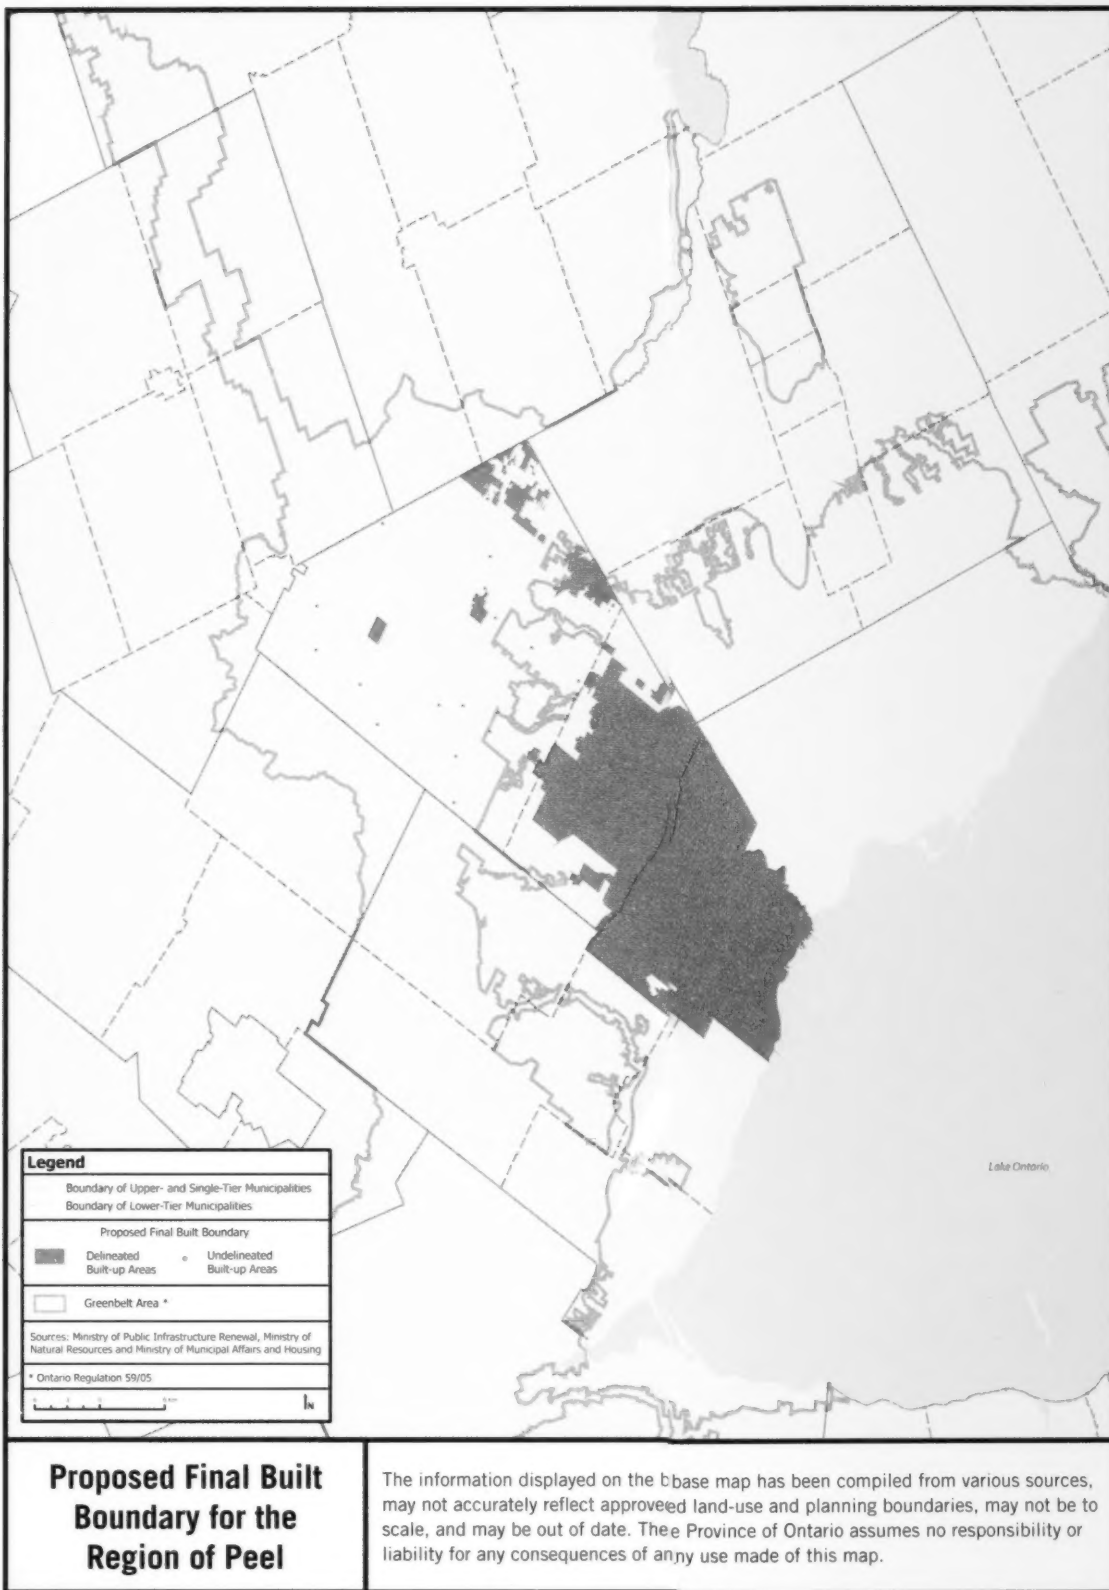 Lake Ontario
Legend
Boundary of Upper- and Single-Tier Municipalities
Boundary of Lower-Tier Municipalities
Proposed Final Built Boundary
Delineated Built-up Areas
Undelineated Built-up Areas
Greenbelt Area *
Sources: Ministry of Public Infrastructure Renewal, Ministry of
Natural Resources and Ministry of Municipal Affairs and Housing
* Ontario Regulation 59/05
N
Proposed Final Built
Boundary for the
Region of Peel
The information displayed on the bbase map has been compiled from various sources,
may not accurately reflect approveed land-use and planning boundaries, may not be to
scale, and may be out of date. Thee Province of Ontario assumes no responsibility or
liability for any consequences of anny use made of this map.